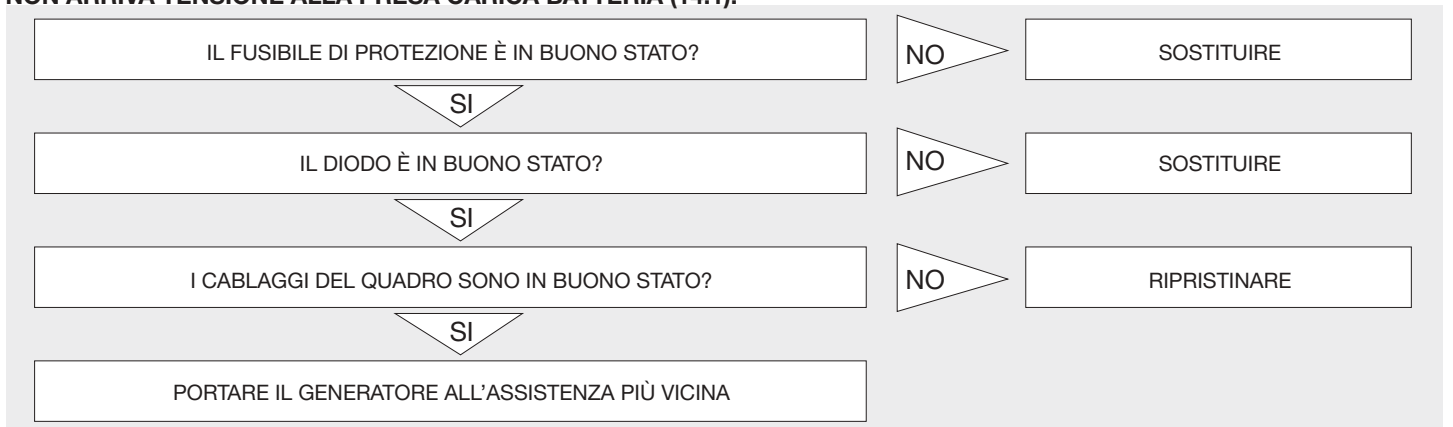 NON ARRIVA TENSIONE ALLA PRESA CARICA BATTERIA (14.1).
IL FUSIBILE DI PROTEZIONE È IN BUONO STATO?
NO
SOSTITUIRE
SI
IL DIODO È IN BUONO STATO?
NO
SOSTITUIRE
SI
I CABLAGGI DEL QUADRO SONO IN BUONO STATO?
NO
RIPRISTINARE
SI
PORTARE IL GENERATORE ALL’ASSISTENZA PIÙ VICINA